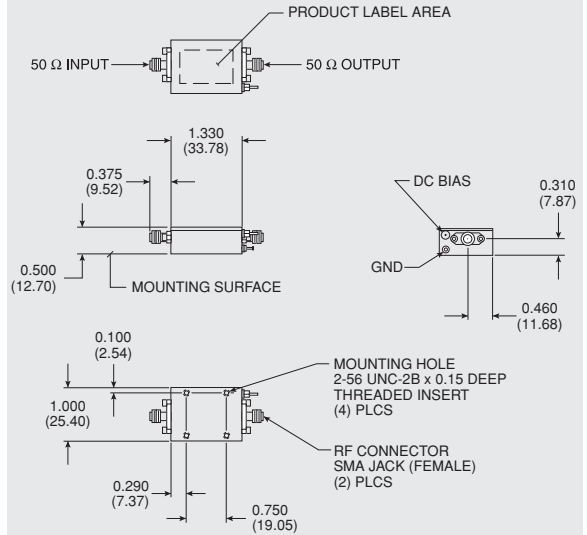 PRODUCT LABEL AREA
50 Ω INPUT
50 Ω OUTPUT
1.330
(33.78)
0.375
(9.52)
DC BIAS
0.310
(7.87)
GND
0.500
(12.70)
MOUNTING SURFACE
0.460
(11.68)
0.100
(2.54)
MOUNTING HOLE
2-56 UNC-2B x 0.15 DEEP
THREADED INSERT
(4) PLCS
1.000
(25.40)
RF CONNECTOR
SMA JACK (FEMALE)
(2) PLCS
0.290
(7.37)
0.750
(19.05)